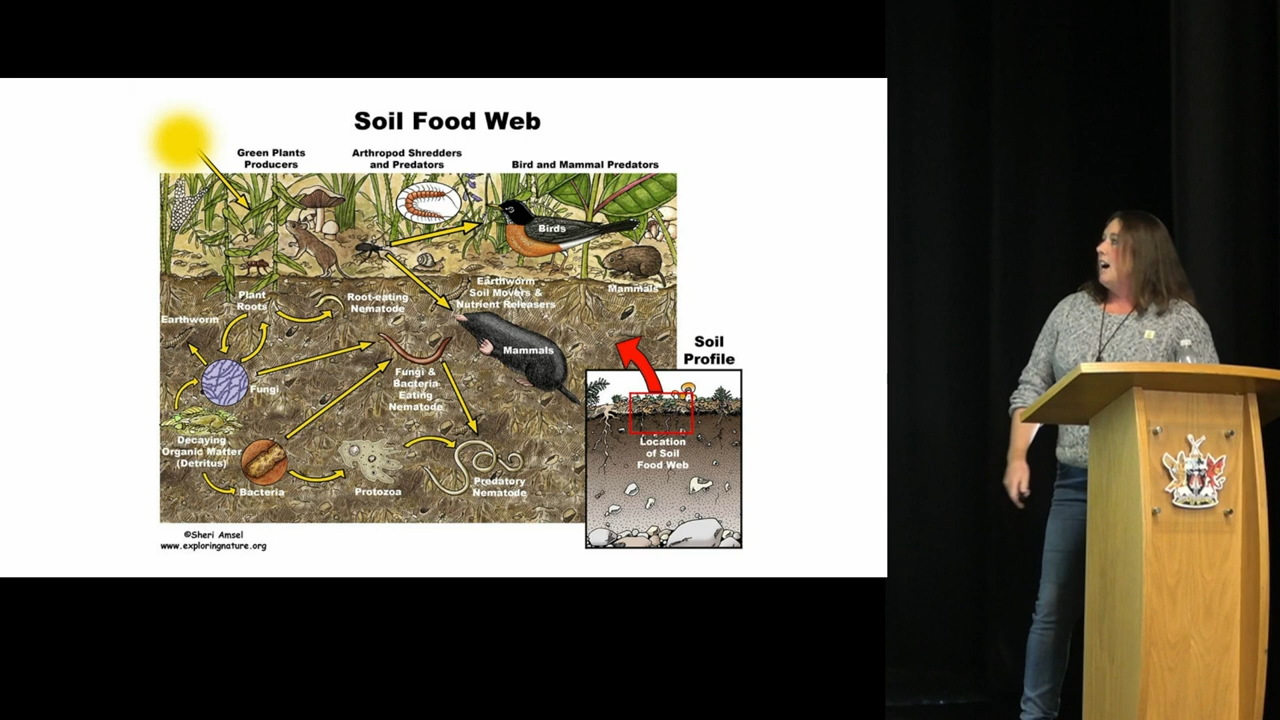 Soil Food Web
Green Plants
Producers
Arthropod Shredders
and Predators
Bird and Mammal Predators
Birds
Mammals
Plant
Roots
Root-eating
Nematode
Earthworm
Soil Movers &
Nutrient Releasers
Earthworm
Mammals
Soil
Profile
Fungi
Fungi &
Bacteria
Eating
Nematode
Decaying
Organic Matter
(Detritus)
Bacteria
Protozoa
Predatory
Nematode
Location
of Soil
Food Web
©Sheri Amsel
www.exploringnature.org